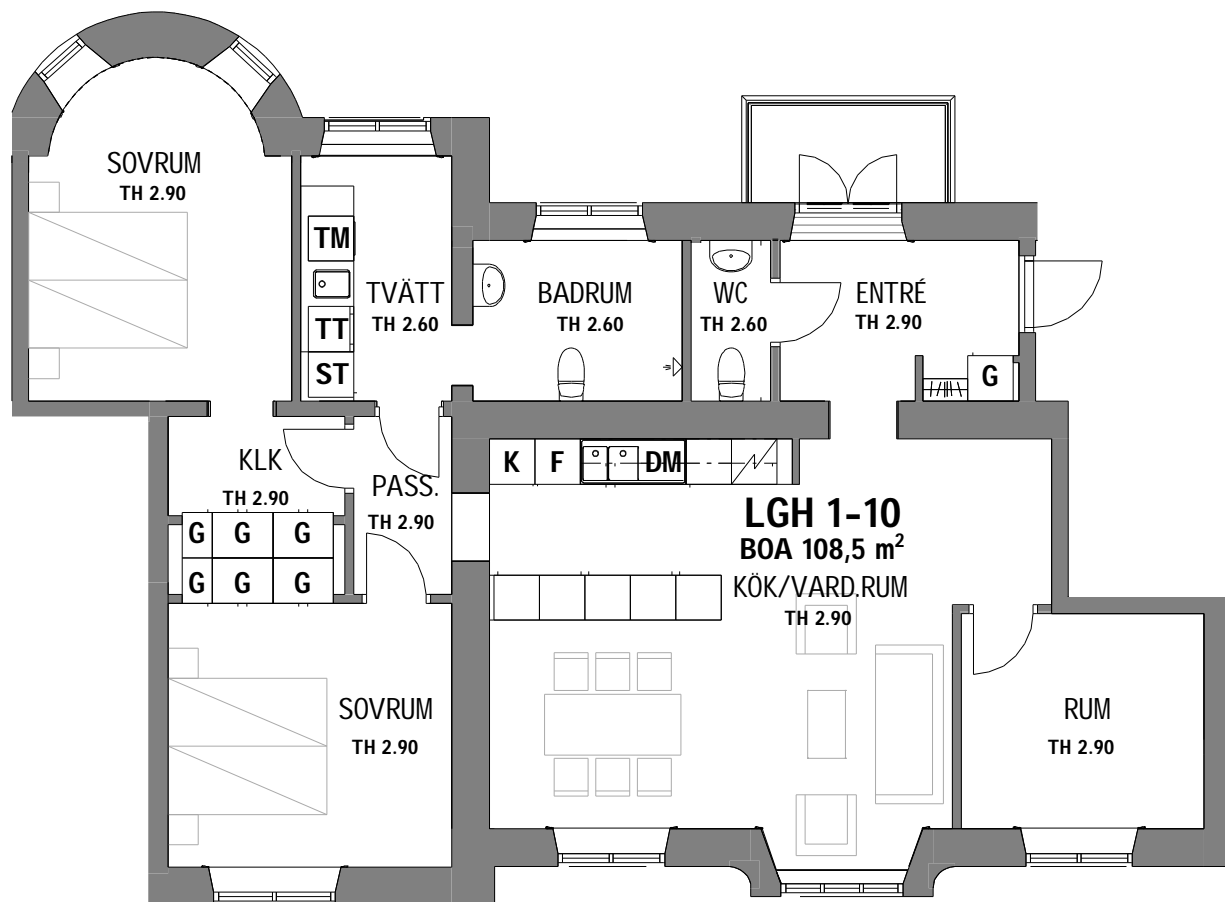 SOVRUM
TH 2.90
TM
TT
ST
TVÄTT
TH 2.60
BADRUM
TH 2.60
WC
TH 2.60
ENTRÉ
TH 2.90
G
KLK
TH 2.90
PASS.
TH 2.90
G G G
G G G
K F DM
LGH 1-10
BOA 108,5 m²
KÖK/VARD.RUM
TH 2.90
SOVRUM
TH 2.90
RUM
TH 2.90